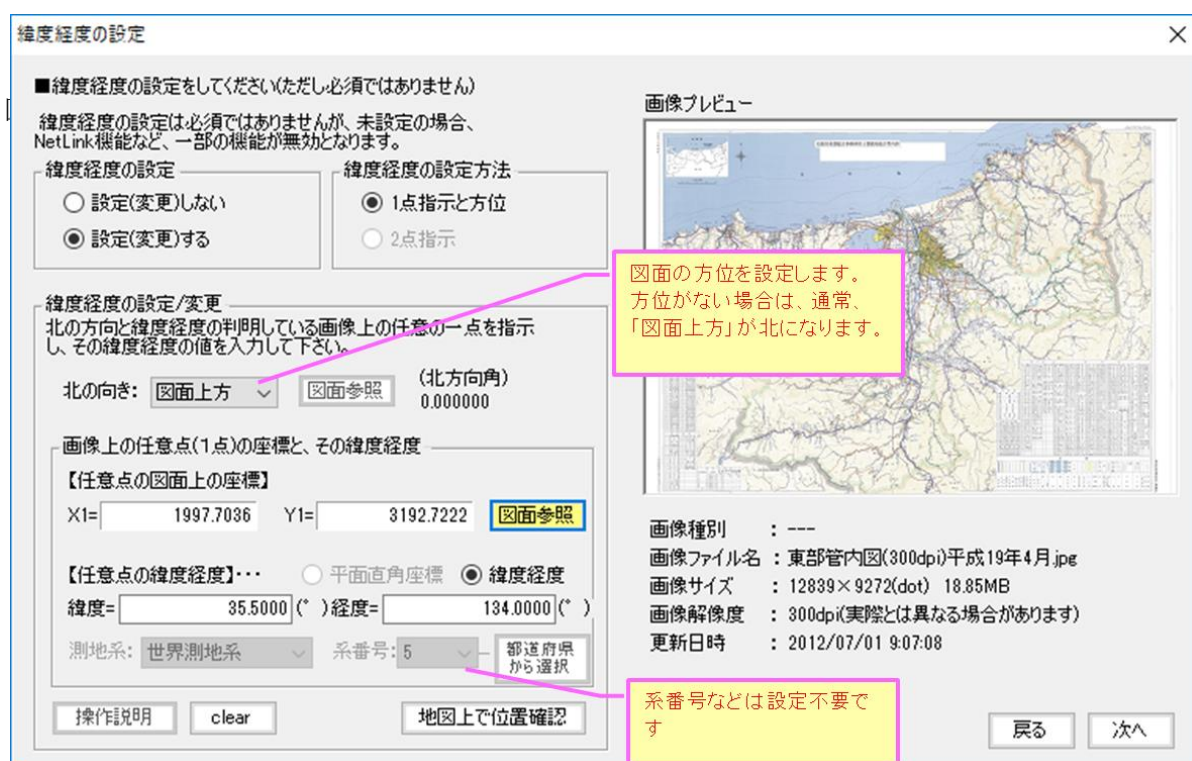 緯度経度の設定
■緯度経度の設定をしてください(ただし必須ではありません)
緯度経度の設定は必須ではありませんが、未設定の場合、
NetLink機能など、一部の機能が無効となります。
緯度経度の設定
設定(変更)しない
設定(変更)する
緯度経度の設定方法
1点指示と方位
2点指示
緯度経度の設定/変更
北の方向と緯度経度の判明している画像上の任意の一点を指示
し、その緯度経度の値を入力して下さい。
北の向き: 図面上方 図面参照 (北方向角)
0.000000
画像上の任意点(1点)の座標と、その緯度経度
【任意点の図面上の座標】
X1= 1997.7036 Y1= 3192.7222 図面参照
【任意点の緯度経度】・・・ 平面直角座標 緯度経度
緯度= 35.5000 (° )経度= 134.0000 (° )
測地系: 世界測地系 系番号: 5 都道府県
から選択
操作説明 clear 地図上で位置確認
画像プレビュー
図面の方位を設定します。
方位がない場合は、通常、
「図面上方」が北になります。
画像種別 : ---
画像ファイル名 : 東部管内図(300dpi)平成19年4月.jpg
画像サイズ : 12839×9272(dot) 18.85MB
画像解像度 : 300dpi(実際とは異なる場合があります)
更新日時 : 2012/07/01 9:07:08
系番号などは設定不要で
す
戻る 次へ